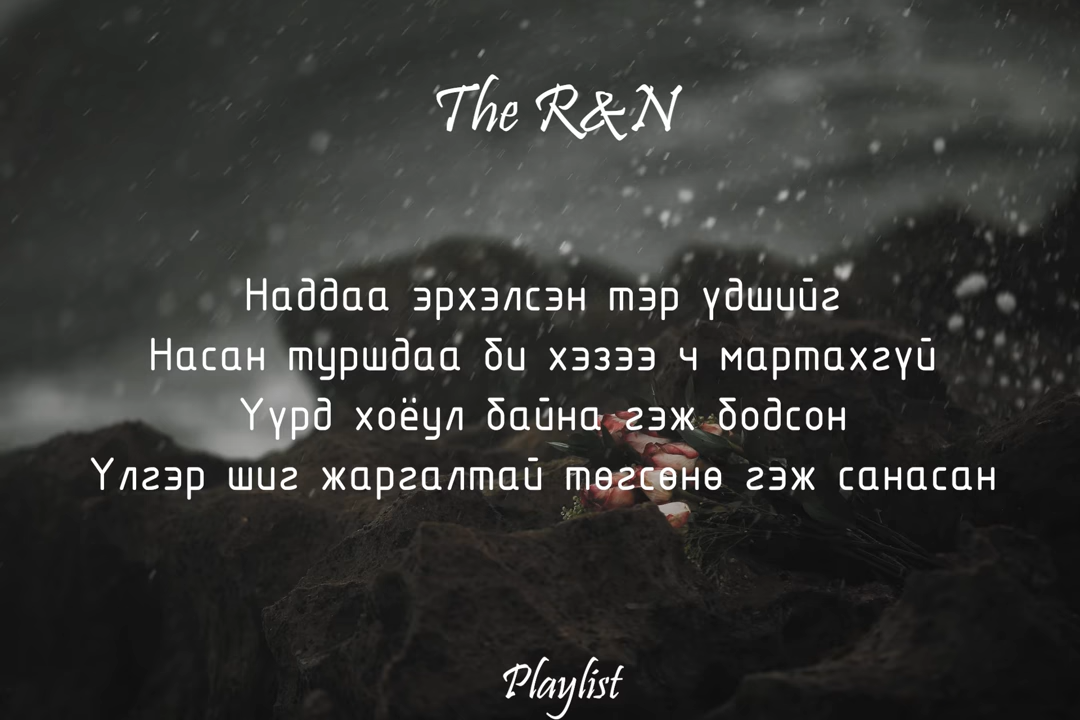 The R&N
Наддаа эрхэлсэн тэр үдшийг
Насан туршдаа би хэзээ ч мартахгүй
Үүрд хоёул байна гэж бодсон
Үлгэр шиг жаргалтай төгсөнө гэж санасан
Playlist